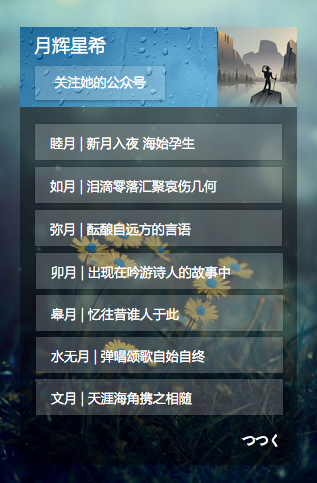 月辉星希
关注她的公众号
睦月 | 新月入夜 海始孕生
如月 | 泪滴零落汇聚哀伤几何
弥月 | 酝酿自远方的言语
卯月 | 出现在吟游诗人的故事中
皋月 | 忆往昔谁人于此
水无月 | 弹唱颂歌自始自终
文月 | 天涯海角携之相随
つつく